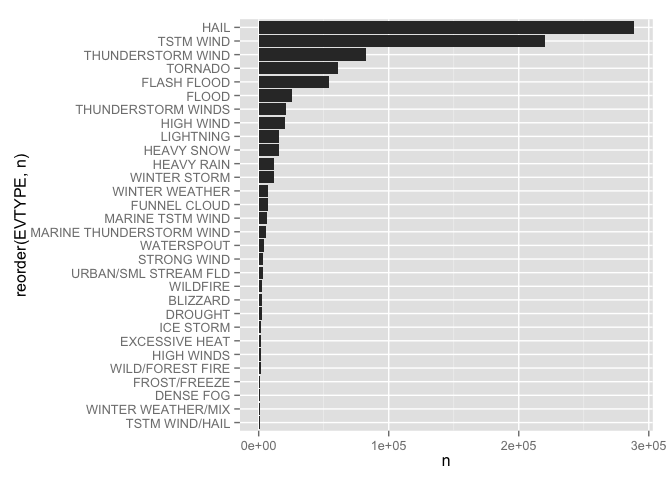 HAIL
TSTM WIND
THUNDERSTORM WIND
TORNADO
FLASH FLOOD
FLOOD
THUNDERSTORM WINDS
HIGH WIND
LIGHTNING
HEAVY SNOW
HEAVY RAIN
WINTER STORM
WINTER WEATHER
FUNNEL CLOUD
MARINE TSTM WIND
MARINE THUNDERSTORM WIND
WATERSPOUT
STRONG WIND
URBAN/SML STREAM FLD
WILDFIRE
BLIZZARD
DROUGHT
ICE STORM
EXCESSIVE HEAT
HIGH WINDS
WILD/FOREST FIRE
FROST/FREEZE
DENSE FOG
WINTER WEATHER/MIX
TSTM WIND/HAIL
reorder(EVTYPE, n)
0e+00 1e+05 2e+05 3e+05
n